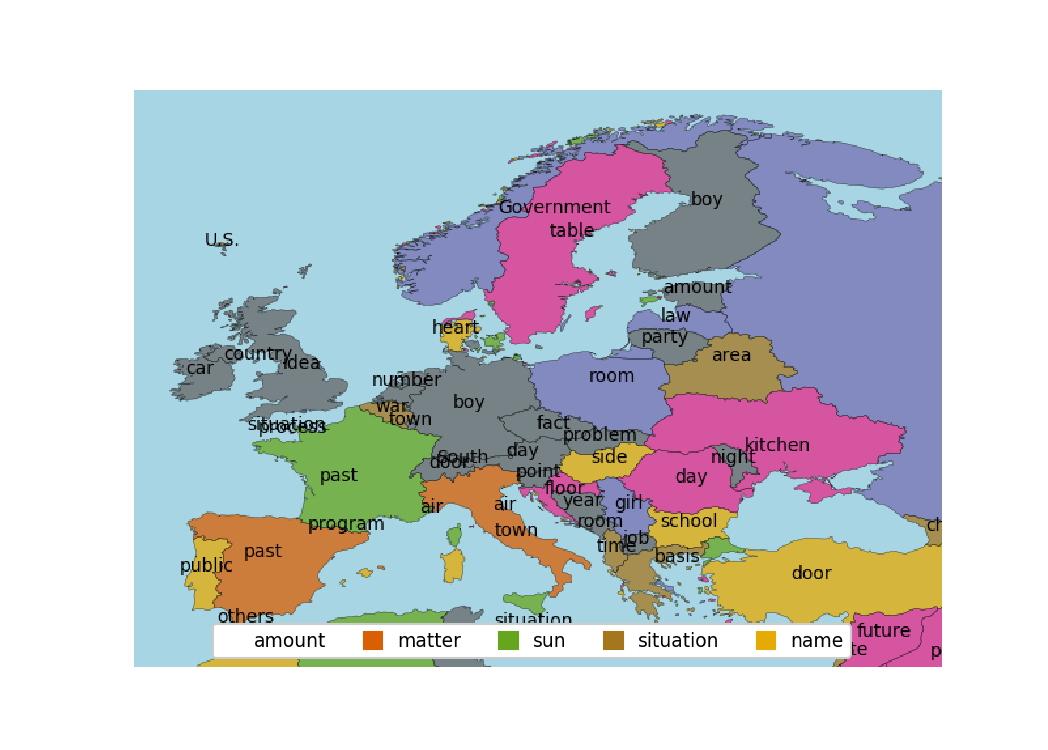 boy
Government
table
U.S.
amount
law
heart
party
country
idea
area
car
room
number
boy
war
town
situation
process
fact
problem
kitchen
day
South
door
side
night
past
point
day
floor
year
girl
air
air
room
school
program
town
job
time
past
basis
public
door
others
situation
future
amount matter sun situation name